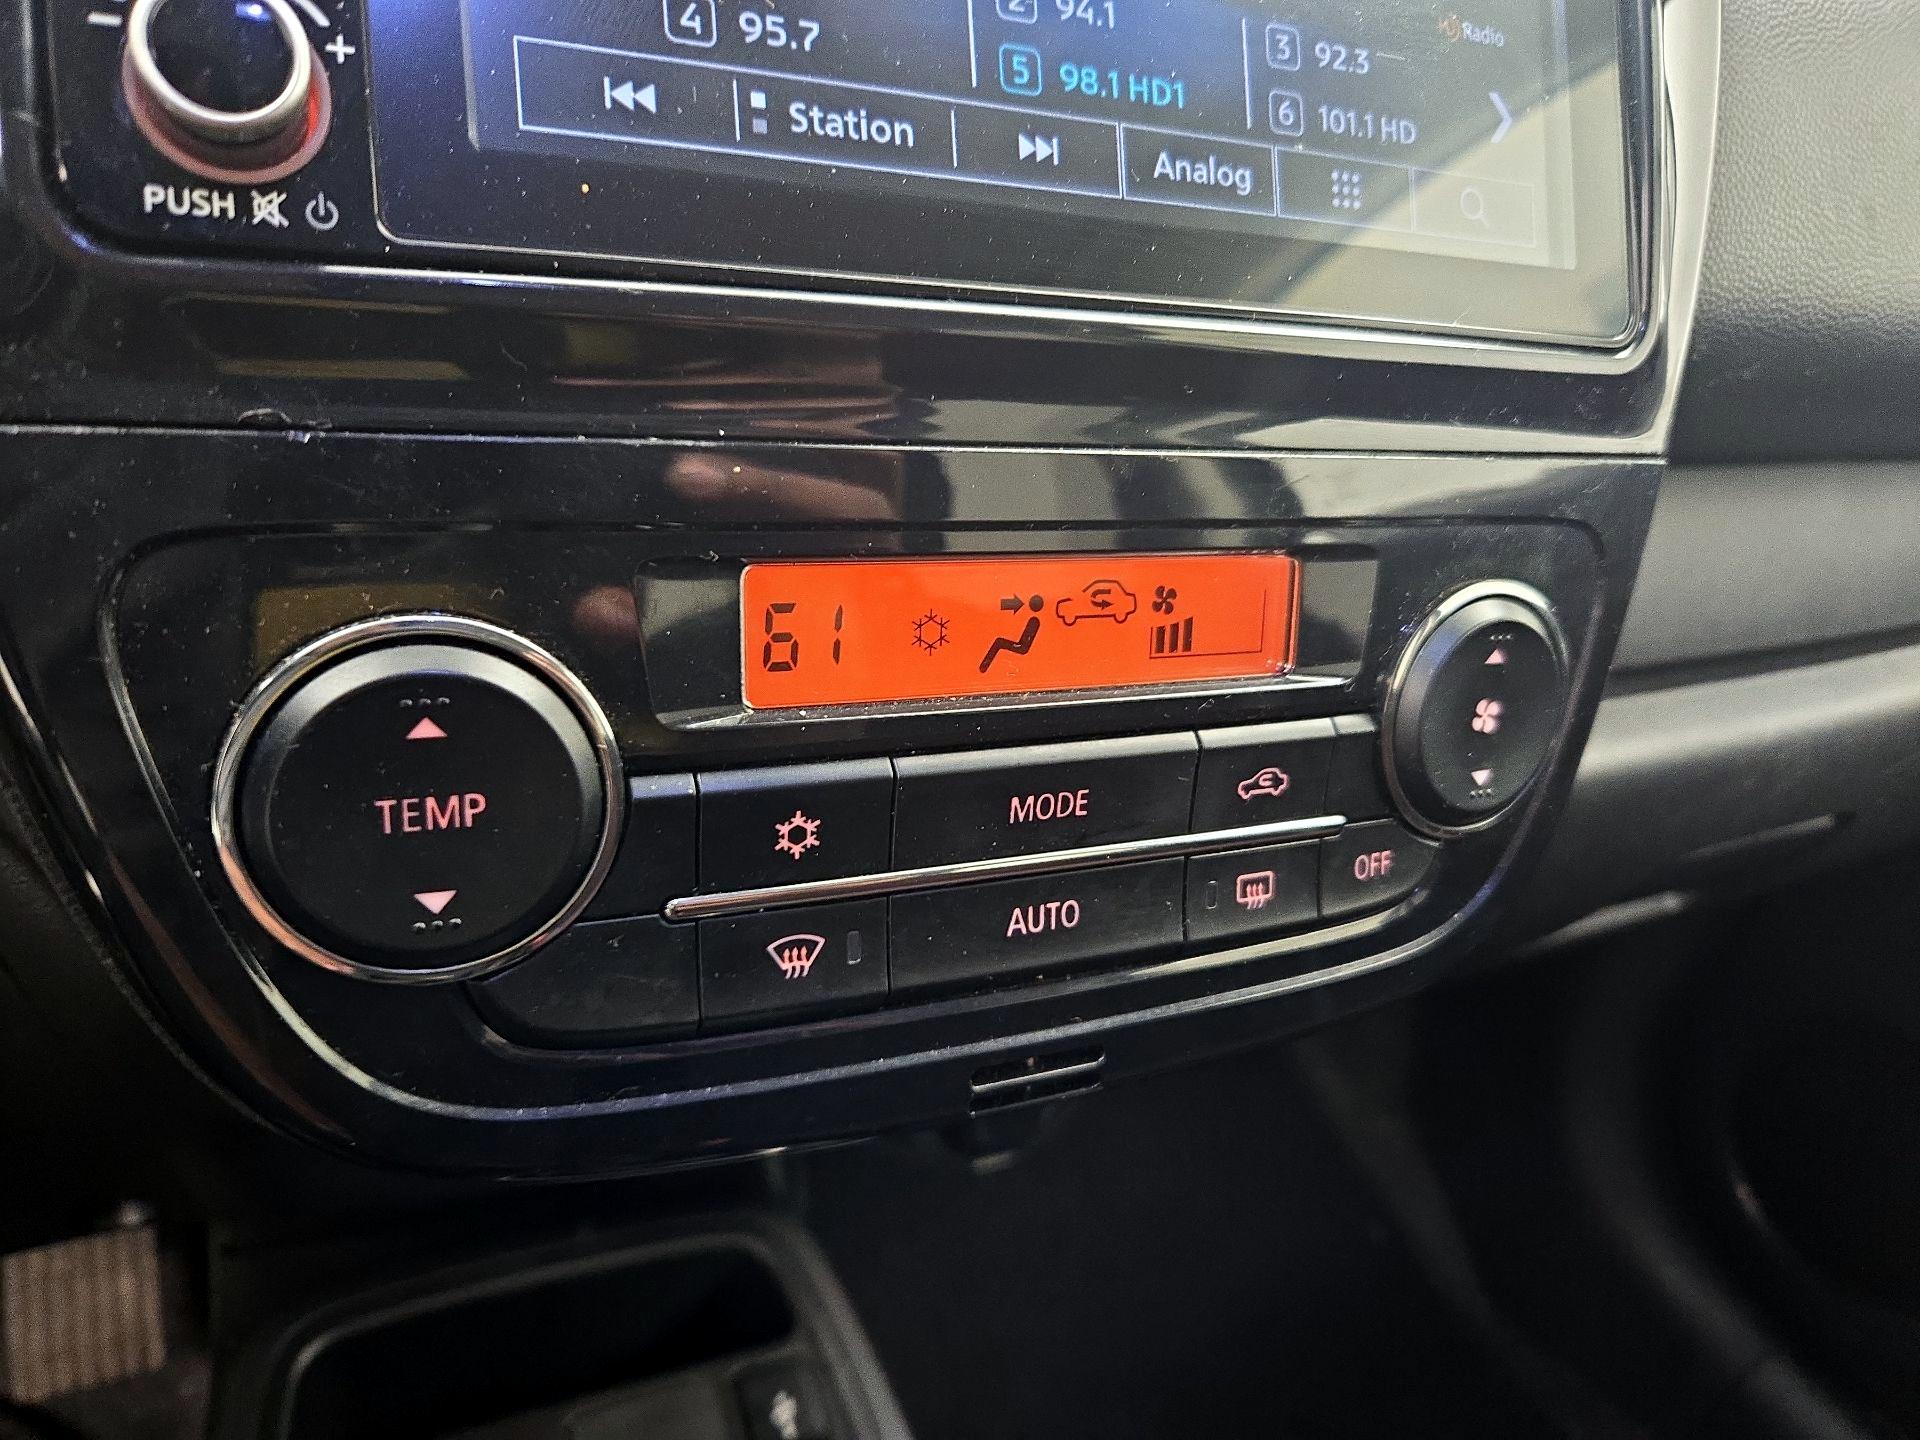 4 95.7
2 94.1
3 92.3
5 98.1 HD1
6 101.1 HD
Radio
Station
Analog
PUSH
61
TEMP
MODE
AUTO
OFF